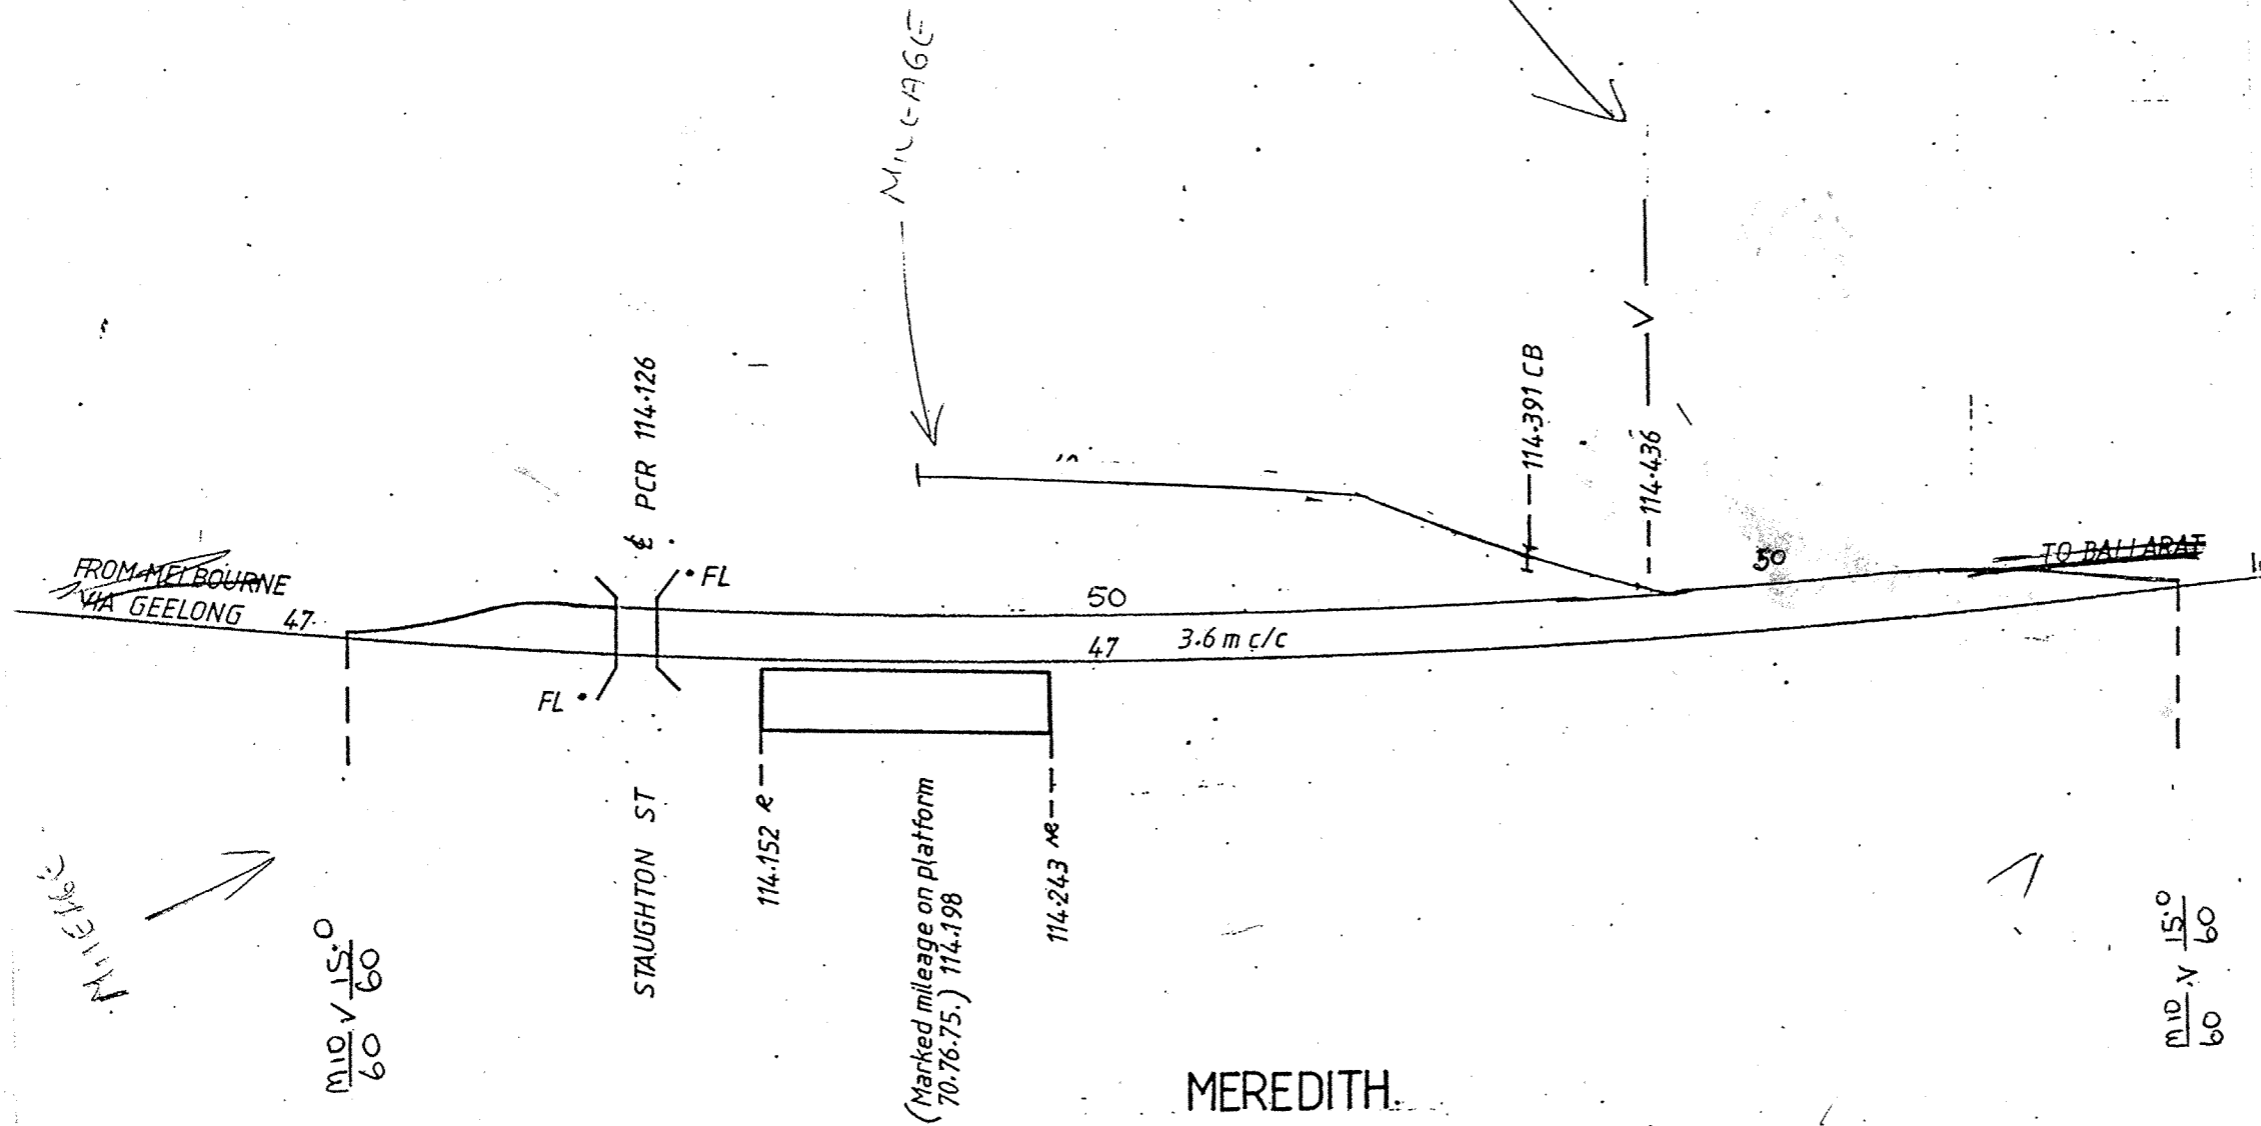 MILEAGE
℄ PCR 114·126
114·391 CB
V
114·436
FROM MELBOURNE
VIA GEELONG
47
FL
50
50
TO BALLARAT
47
3·6 m c/c
FL
STAUGHTON ST
114·152
(Marked mileage on platform
70·76·75.) 114·198
114·243
m10 V 15·0
60 60
m10 V 15·0
60 60
MEREDITH.